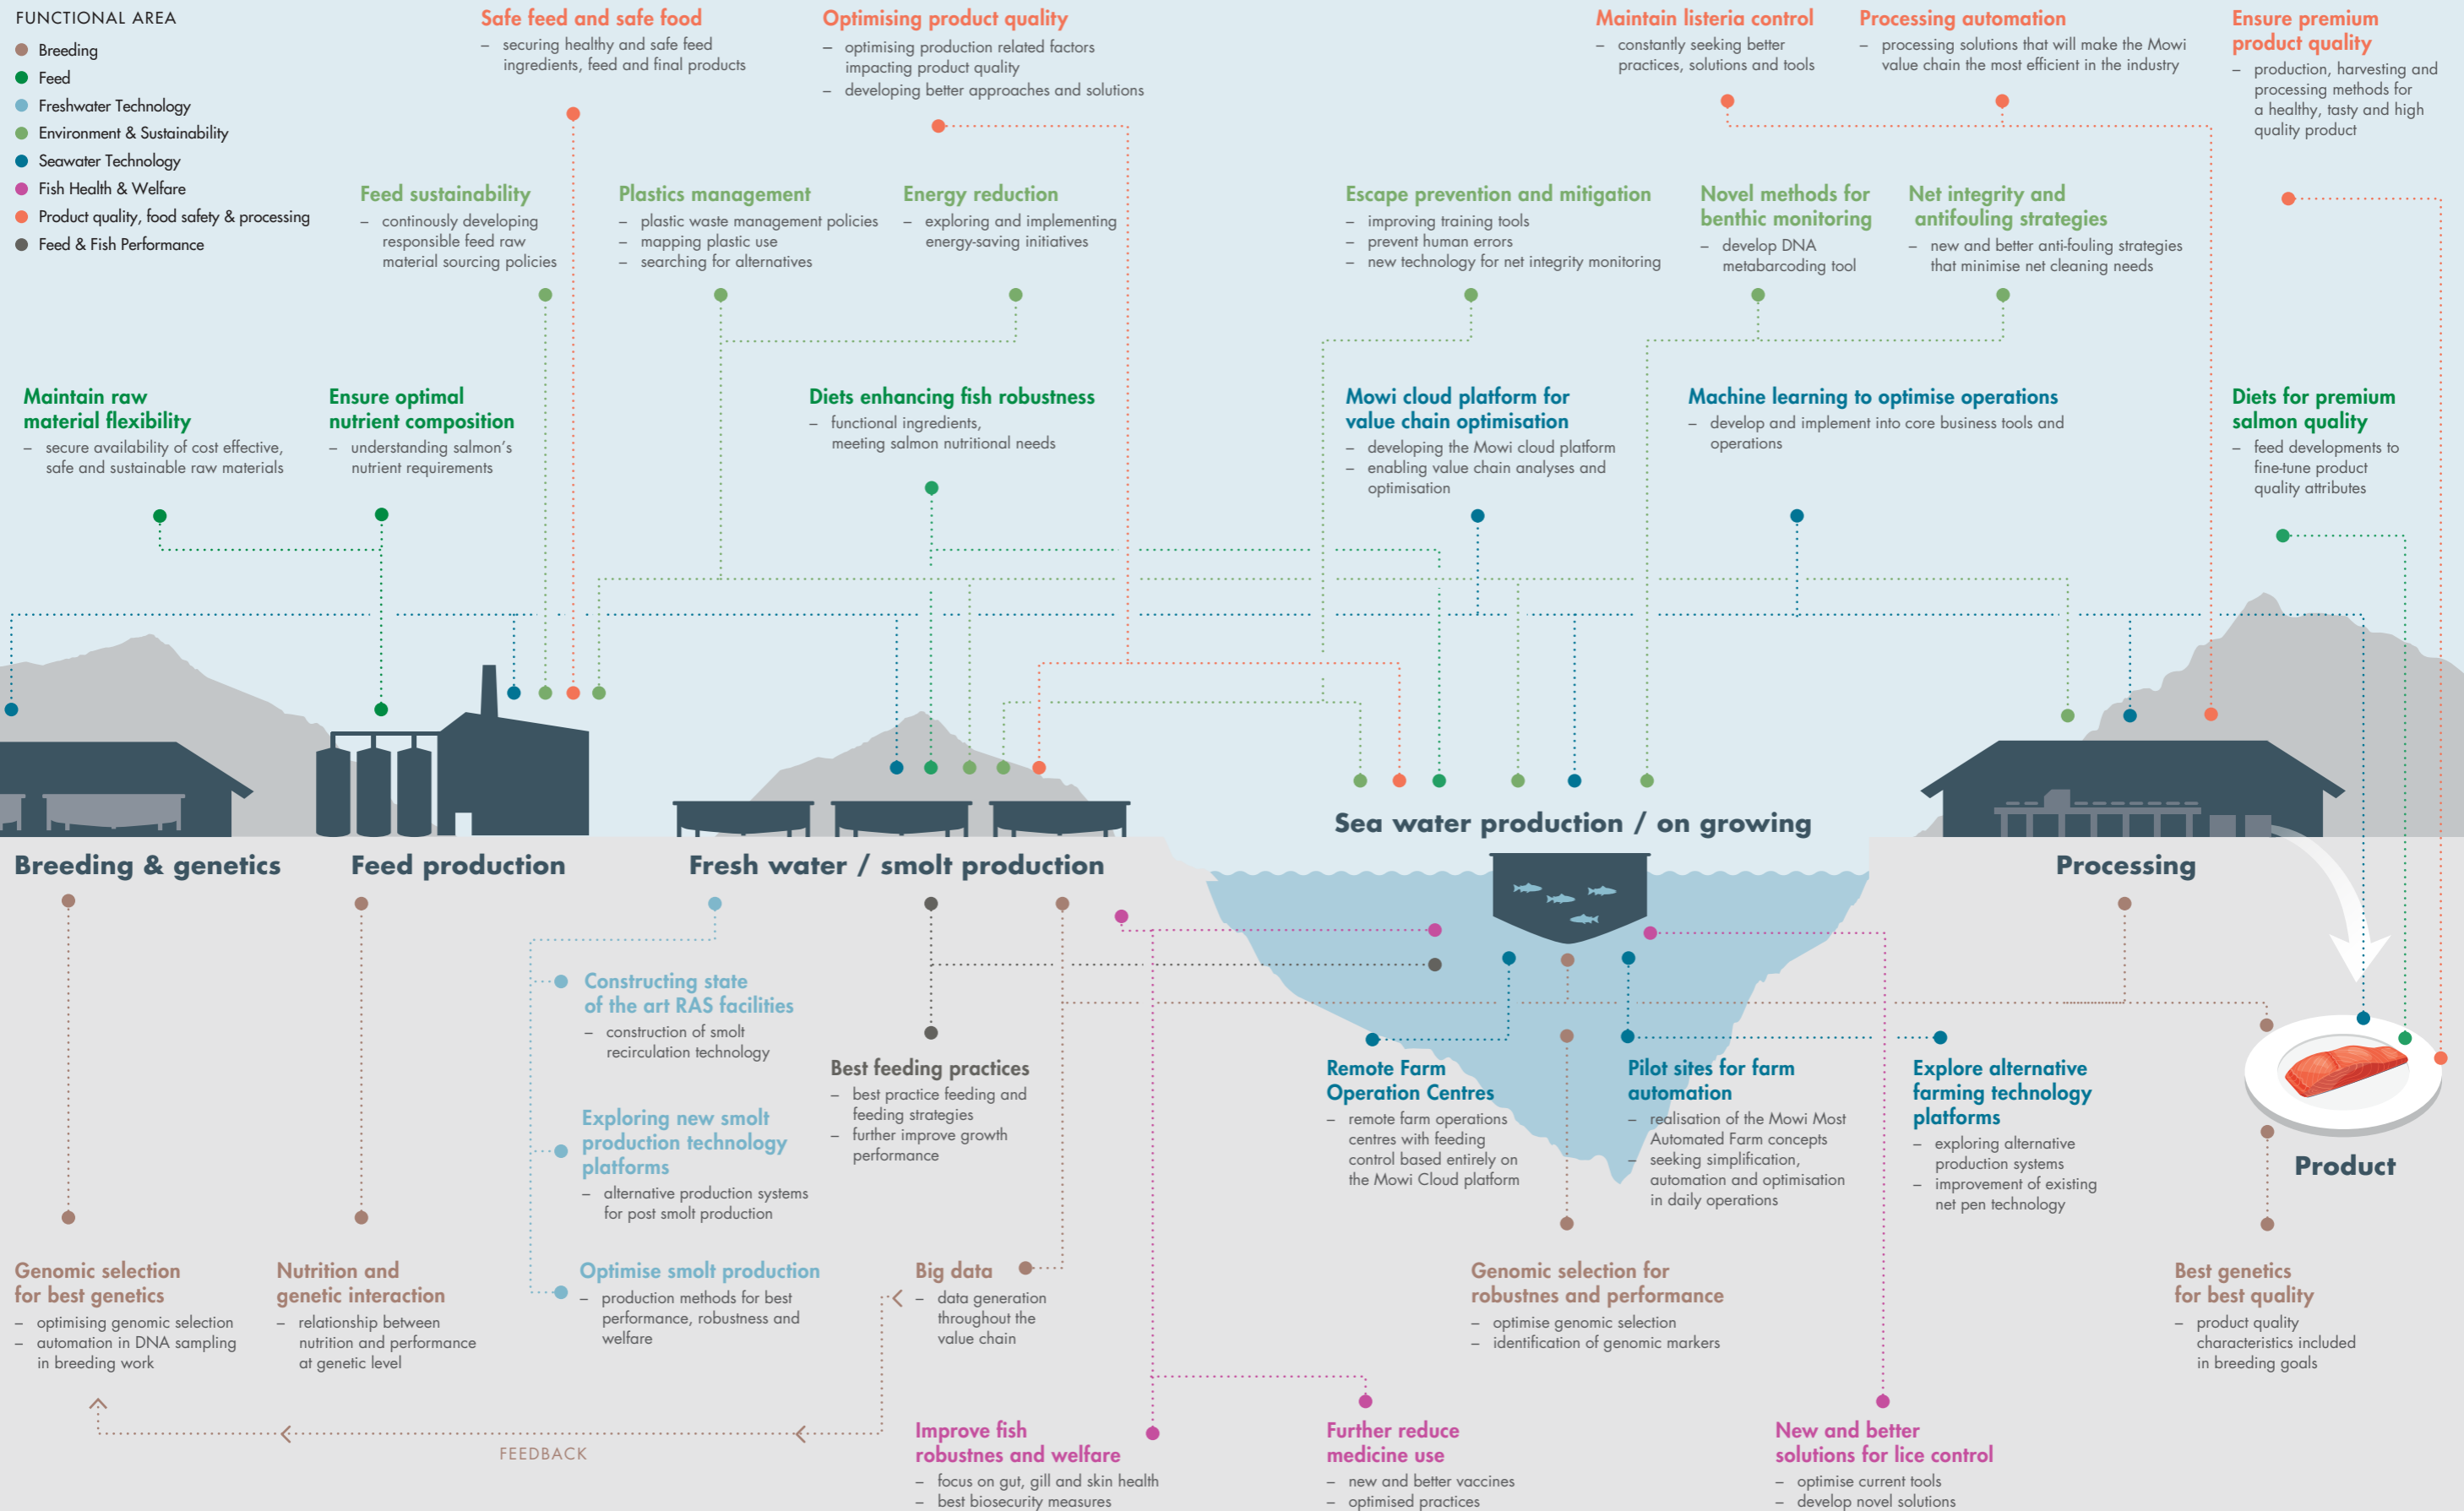 FUNCTIONAL AREA
Breeding
Feed
Freshwater Technology
Environment & Sustainability
Seawater Technology
Fish Health & Welfare
Product quality, food safety & processing
Feed & Fish Performance
Safe feed and safe food
– securing healthy and safe feed
ingredients, feed and final products
Optimising product quality
– optimising production related factors
impacting product quality
– developing better approaches and solutions
Maintain listeria control
– constantly seeking better
practices, solutions and tools
Processing automation
– processing solutions that will make the Mowi
value chain the most efficient in the industry
Ensure premium
product quality
– production, harvesting and
processing methods for
a healthy, tasty and high
quality product
Feed sustainability
– continously developing
responsible feed raw
material sourcing policies
Plastics management
– plastic waste management policies
– mapping plastic use
– searching for alternatives
Energy reduction
– exploring and implementing
energy-saving initiatives
Escape prevention and mitigation
– improving training tools
– prevent human errors
– new technology for net integrity monitoring
Novel methods for
benthic monitoring
– develop DNA
metabarcoding tool
Net integrity and
antifouling strategies
– new and better anti-fouling strategies
that minimise net cleaning needs
Maintain raw
material flexibility
– secure availability of cost effective,
safe and sustainable raw materials
Ensure optimal
nutrient composition
– understanding salmon's
nutrient requirements
Diets enhancing fish robustness
– functional ingredients,
meeting salmon nutritional needs
Mowi cloud platform for
value chain optimisation
– developing the Mowi cloud platform
– enabling value chain analyses and
optimisation
Machine learning to optimise operations
– develop and implement into core business tools and
operations
Diets for premium
salmon quality
– feed developments to
fine-tune product
quality attributes
Breeding & genetics
Feed production
Fresh water / smolt production
Sea water production / on growing
Processing
Constructing state
of the art RAS facilities
– construction of smolt
recirculation technology
Exploring new smolt
production technology
platforms
– alternative production systems
for post smolt production
Optimise smolt production
– production methods for best
performance, robustness and
welfare
Best feeding practices
– best practice feeding and
feeding strategies
– further improve growth
performance
Remote Farm
Operation Centres
– remote farm operations
centres with feeding
control based entirely on
the Mowi Cloud platform
Pilot sites for farm
automation
– realisation of the Mowi Most
Automated Farm concepts
– seeking simplification,
automation and optimisation
in daily operations
Explore alternative
farming technology
platforms
– exploring alternative
production systems
– improvement of existing
net pen technology
Product
Genomic selection
for best genetics
– optimising genomic selection
– automation in DNA sampling
in breeding work
Nutrition and
genetic interaction
– relationship between
nutrition and performance
at genetic level
Big data
– data generation
throughout the
value chain
Genomic selection for
robustnes and performance
– optimise genomic selection
– identification of genomic markers
Best genetics
for best quality
– product quality
characteristics included
in breeding goals
FEEDBACK
Improve fish
robustnes and welfare
– focus on gut, gill and skin health
– best biosecurity measures
Further reduce
medicine use
– new and better vaccines
– optimised practices
New and better
solutions for lice control
– optimise current tools
– develop novel solutions